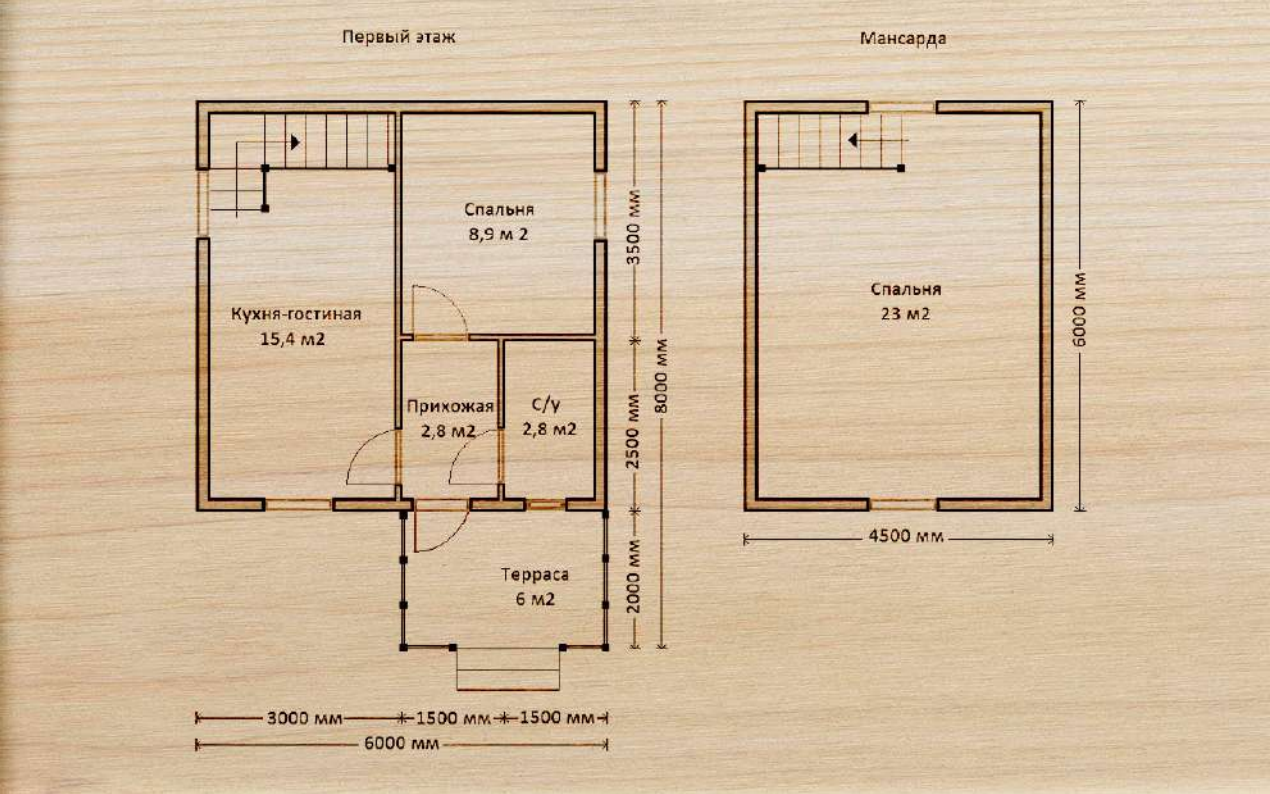 Первый этаж
Мансарда
Спальня
8,9 м 2
Кухня-гостиная
15,4 м2
Прихожая
2,8 м2
С/у
2,8 м2
Терраса
6 м2
3500 мм
2500 мм
2000 мм
8000 мм
3000 мм
1500 мм
1500 мм
6000 мм
Спальня
23 м2
6000 мм
4500 мм